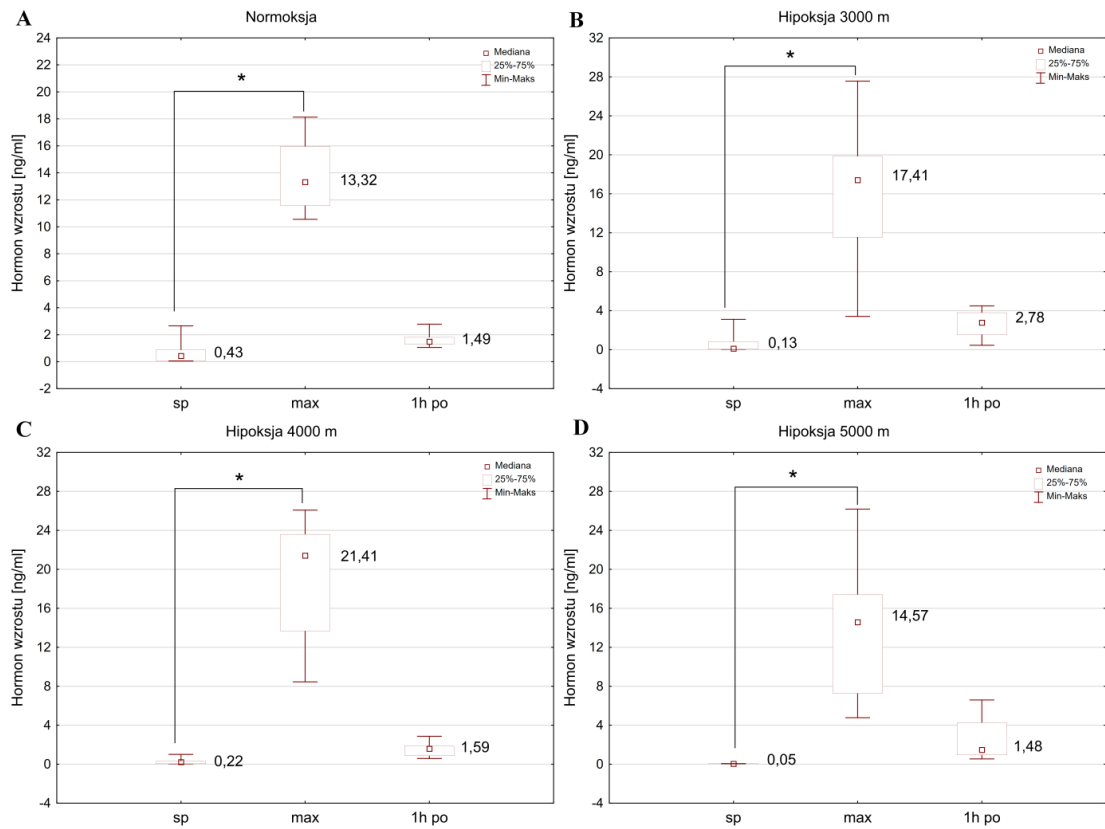 A
Normoksja
Hormon wzrostu [ng/ml]
24
22
20
18
16
14
12
10
8
6
4
2
0
-2
*
Mediana
25%-75%
Min-Maks
13,32
0,43
1,49
sp
max
1h po
B
Hipoksja 3000 m
Hormon wzrostu [ng/ml]
32
28
24
20
16
12
8
4
0
-4
*
Mediana
25%-75%
Min-Maks
17,41
0,13
2,78
sp
max
1h po
C
Hipoksja 4000 m
Hormon wzrostu [ng/ml]
32
28
24
20
16
12
8
4
0
-4
*
Mediana
25%-75%
Min-Maks
21,41
0,22
1,59
sp
max
1h po
D
Hipoksja 5000 m
Hormon wzrostu [ng/ml]
32
28
24
20
16
12
8
4
0
-4
*
Mediana
25%-75%
Min-Maks
14,57
0,05
1,48
sp
max
1h po